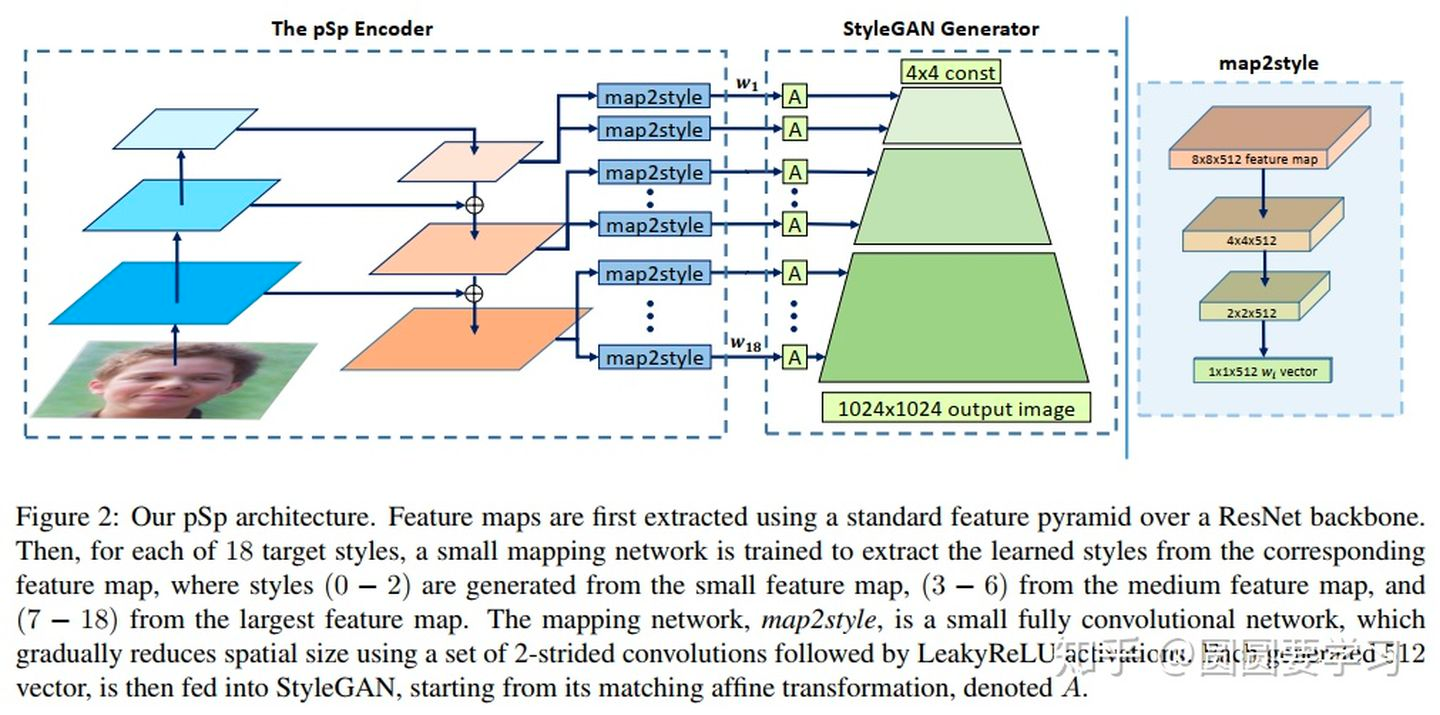 The pSp Encoder
StyleGAN Generator
map2style
4x4 const
map2style
w₁
A
map2style
A
map2style
A
map2style
A
map2style
A
map2style
w₁₈
A
1024x1024 output image
8x8x512 feature map
4x4x512
2x2x512
1x1x512 wᵢ vector
Figure 2: Our pSp architecture. Feature maps are first extracted using a standard feature pyramid over a ResNet backbone.
Then, for each of 18 target styles, a small mapping network is trained to extract the learned styles from the corresponding
feature map, where styles (0 − 2) are generated from the small feature map, (3 − 6) from the medium feature map, and
(7 − 18) from the largest feature map. The mapping network, map2style, is a small fully convolutional network, which
gradually reduces spatial size using a set of 2-strided convolutions followed by LeakyReLU activations. Each generated 512
vector, is then fed into StyleGAN, starting from its matching affine transformation, denoted A.
知乎 @圆圆要学习